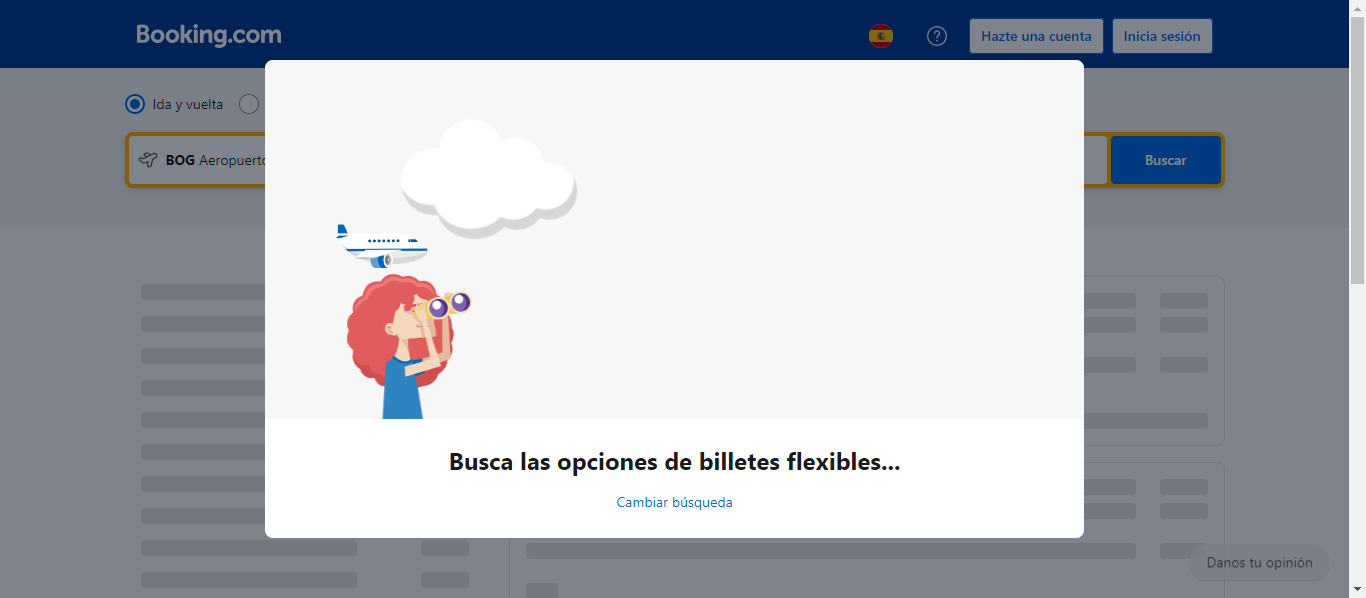 Booking.com
?
Hazte una cuenta
Inicia sesión
Ida y vuelta
BOG Aeropuerto
Buscar
Busca las opciones de billetes flexibles...
Cambiar búsqueda
Danos tu opinión